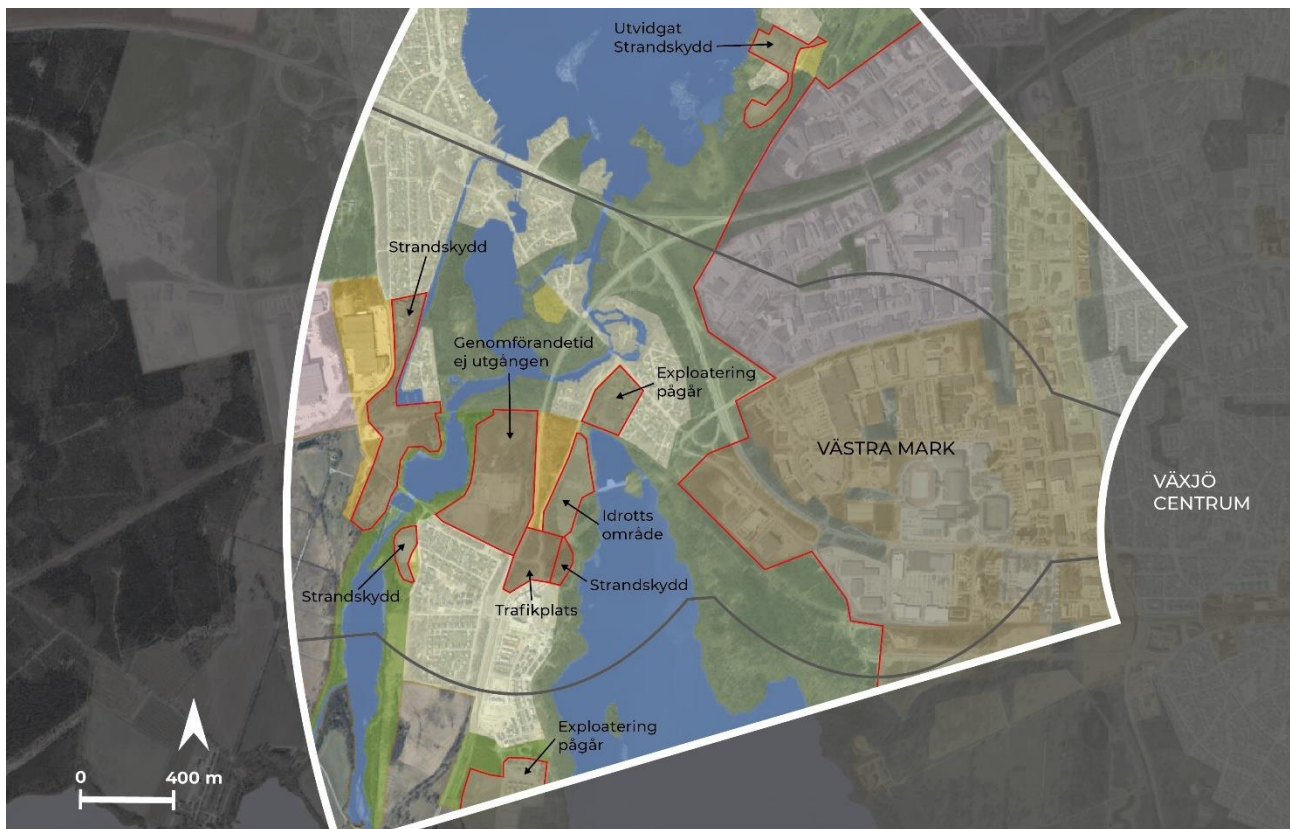 Utvidgat
Strandskydd
Strandskydd
Genomförandetid
ej utgången
Exploatering
pågår
VÄSTRA MARK
VÄXJÖ
CENTRUM
Idrotts
område
Strandskydd
Strandskydd
Trafikplats
Exploatering
pågår
0 400 m